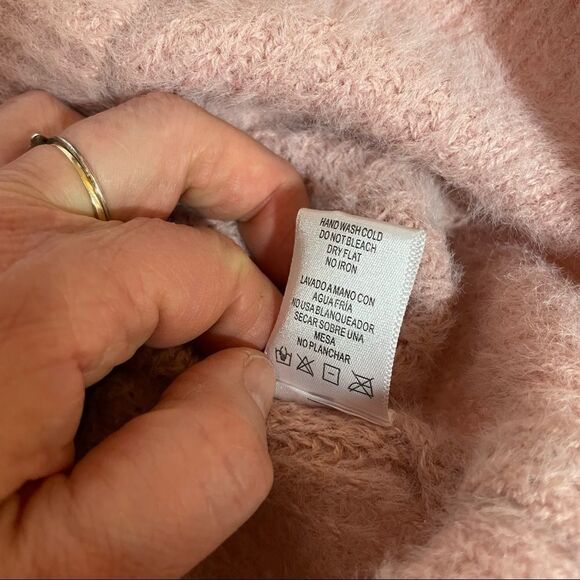 HAND WASH COLD
DO NOT BLEACH
DRY FLAT
NO IRON
LAVADO A MANO CON
AGUA FRÍA
NO USA BLANQUEADOR
SECAR SOBRE UNA
MESA
NO PLANCHAR